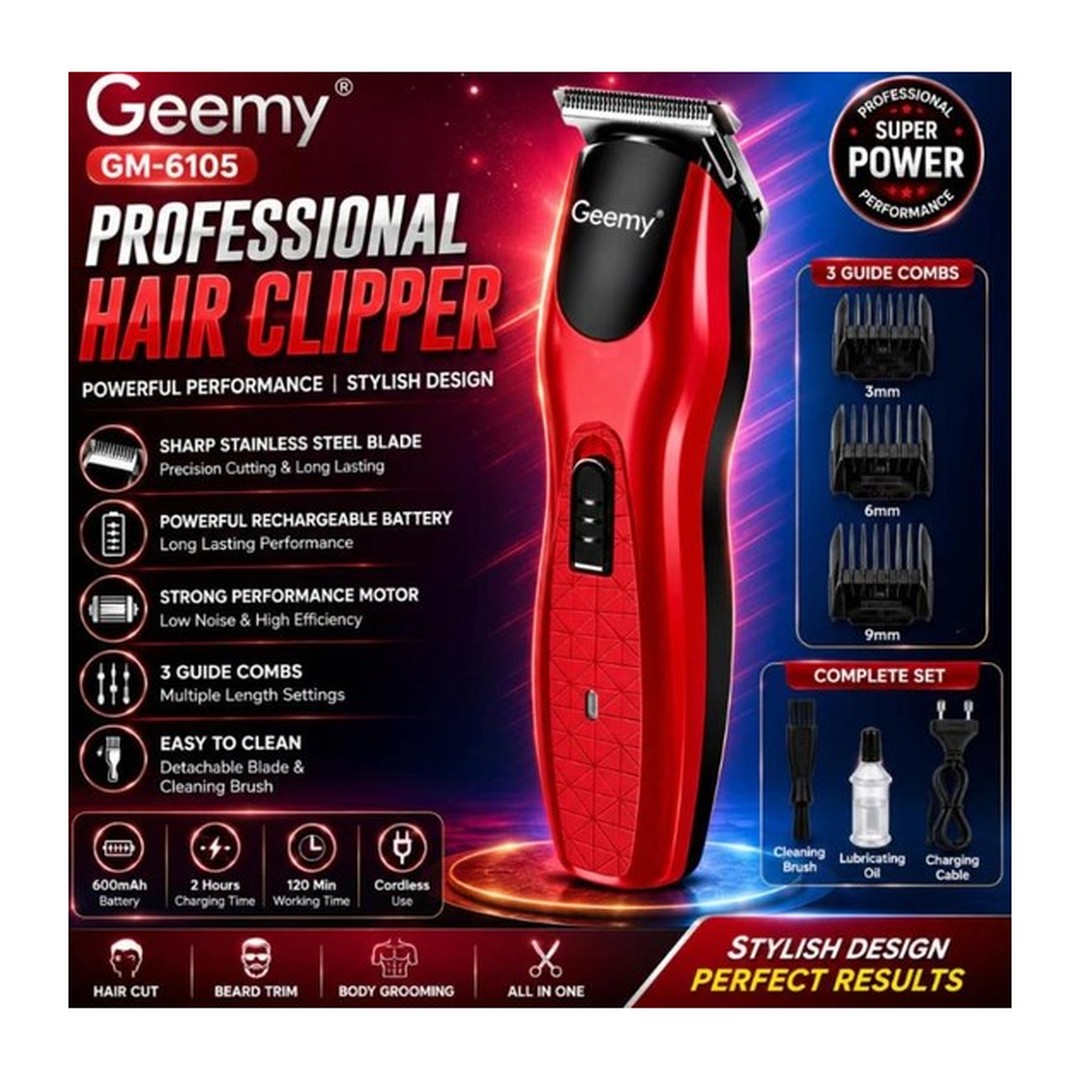 Geemy®
GM-6105
PROFESSIONAL
HAIR CLIPPER
POWERFUL PERFORMANCE | STYLISH DESIGN
SHARP STAINLESS STEEL BLADE
Precision Cutting & Long Lasting
POWERFUL RECHARGEABLE BATTERY
Long Lasting Performance
STRONG PERFORMANCE MOTOR
Low Noise & High Efficiency
3 GUIDE COMBS
Multiple Length Settings
EASY TO CLEAN
Detachable Blade &
Cleaning Brush
600mAh
Battery
2 Hours
Charging Time
120 Min
Working Time
Cordless
Use
Geemy®
PROFESSIONAL
SUPER
POWER
PERFORMANCE
3 GUIDE COMBS
3mm
6mm
9mm
COMPLETE SET
Cleaning
Brush
Lubricating
Oil
Charging
Cable
HAIR CUT
BEARD TRIM
BODY GROOMING
ALL IN ONE
STYLISH DESIGN
PERFECT RESULTS